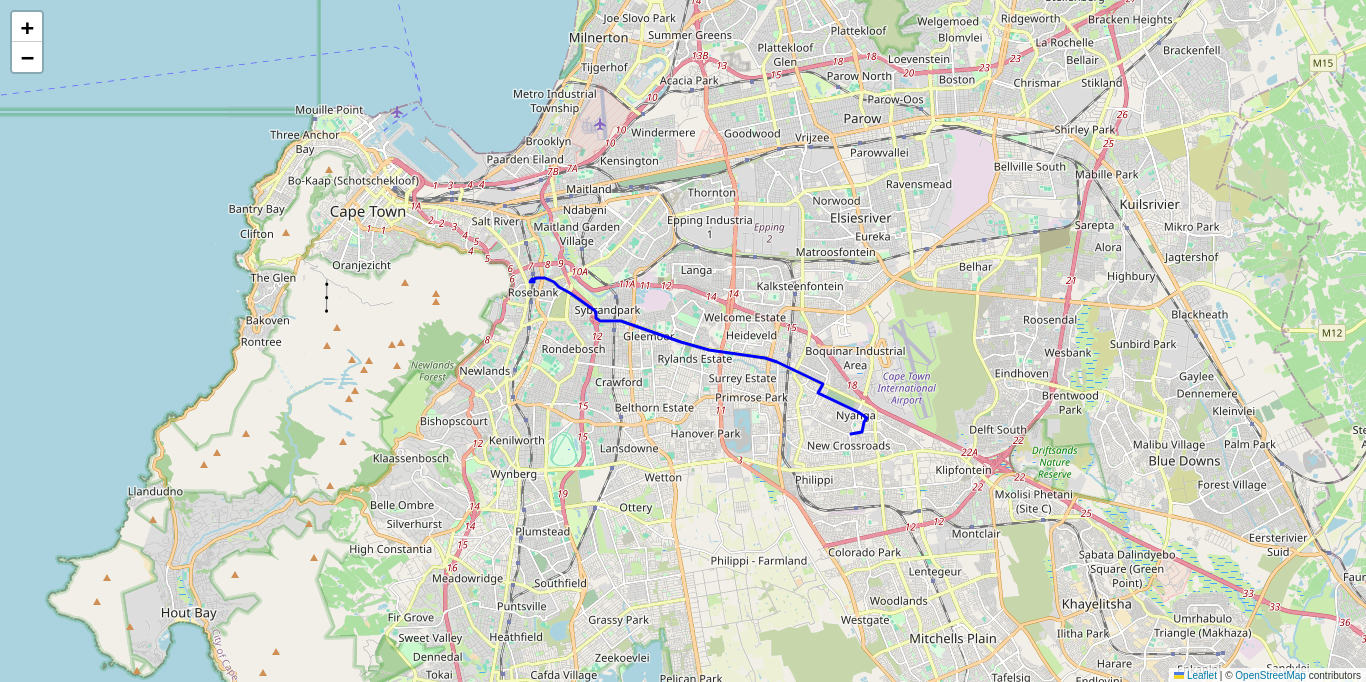 +
−
Joe Slovo Park
Summer Greens
Milnerton
Tijgerhof
Acacia Park
13B
13
Plattekloof
Glen
Plattekloof
Welgemoed
Blomvlei
Loevenstein
Ridgeworth
Bracken Heights
La Rochelle
Bellair
Brackenfell
M15
Parow North
Boston
Chrismar
Stikland
Metro Industrial
Township
Parow-Oos
Parow
Mouille Point
Three Anchor
Bay
Windermere
Goodwood
Vrijzee
Shirley Park
Brooklyn
Paarden Eiland
Kensington
Parowvallei
Bellville South
Mabille Park
Bo-Kaap (Schotschekloof)
Maitland
Thornton
Ravensmead
Bantry Bay
Cape Town
Ndabeni
Norwood
Kuilsrivier
Clifton
Salt River
Maitland Garden
Village
Epping Industria
1
Epping
2
Elsiesriver
Eureka
Sarepta
Mikro Park
Oranjezicht
Matroosfontein
Alora
Jagtershof
The Glen
Langa
Belhar
Highbury
Rosebank
Kalksteenfontein
Bakoven
Sybrandpark
Welcome Estate
Roosendal
Blackheath
Rontree
Gleemoor
Heideveld
M12
Rondebosch
Rylands Estate
Boquinar Industrial
Area
Wesbank
Sunbird Park
Newlands
Forest
Newlands
Crawford
Surrey Estate
Cape Town
International
Airport
Eindhoven
Gaylee
Primrose Park
Brentwood
Park
Dennemere
Belthorn Estate
Nyanga
Kleinvlei
Bishopscourt
Hanover Park
New Crossroads
Delft South
Kenilworth
Lansdowne
Malibu Village
Palm Park
Klaassenbosch
Driftsands
Nature
Reserve
Blue Downs
Wynberg
Wetton
Philippi
Klipfontein
Forest Village
Llandudno
Belle Ombre
Ottery
Mxolisi Phetani
(Site C)
Silverhurst
Plumstead
Montclair
High Constantia
Colorado Park
Eersterivier
Suid
Meadowridge
Southfield
Philippi - Farmland
Lentegeur
Sabata Dalindyebo
Square (Green
Point)
Hout Bay
Puntsville
Woodlands
Khayelitsha
Fir Grove
Grassy Park
Westgate
Umrhabulo
Triangle (Makhaza)
Sweet Valley
Heathfield
Mitchells Plain
Ilitha Park
Dennedal
Zeekoevlei
Harare
Tokai
Cafda Village
Pelican Park
Leaflet | © OpenStreetMap contributors